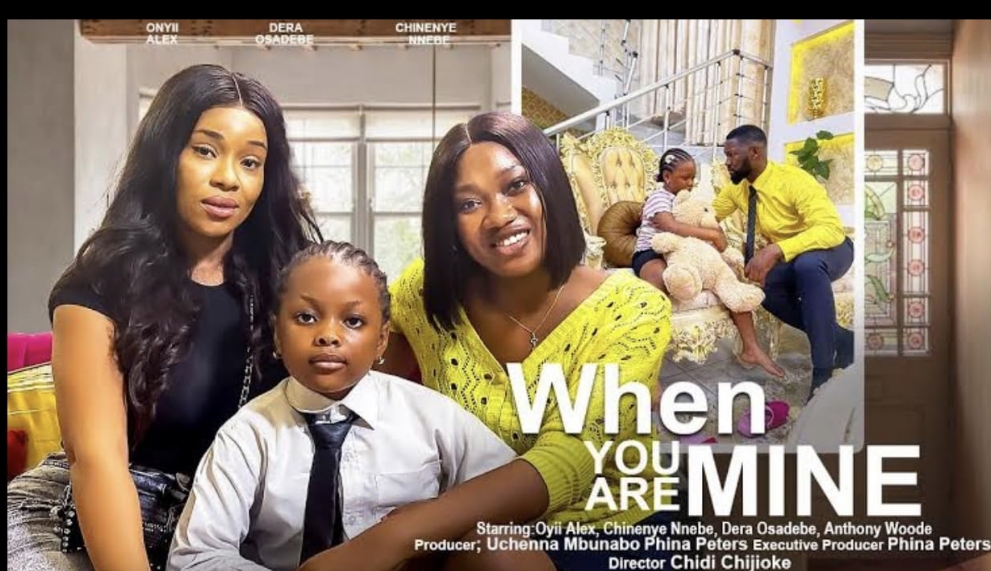 ONYII ALEX
DERA OSADEBE
CHINENYE NNEBE
When
YOU
ARE MINE
Starring:Oyii Alex, Chinenye Nnebe, Dera Osadebe, Anthony Woode
Producer; Uchenna Mbunabo Phina Peters Executive Producer Phina Peters
Director Chidi Chijioke